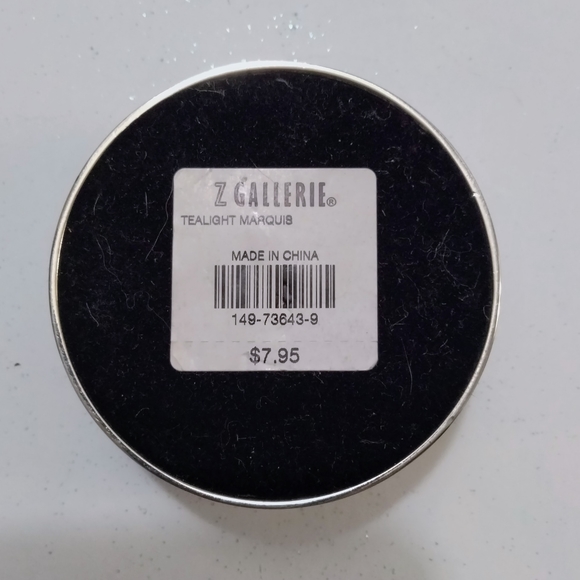 Z GALLERIE®
TEALIGHT MARQUIS
MADE IN CHINA
149-73643-9
$7.95